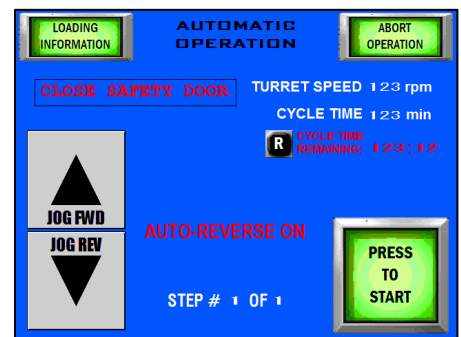 LOADING
INFORMATION
AUTOMATIC
OPERATION
ABORT
OPERATION
CLOSE SAFETY DOOR
TURRET SPEED 123 rpm
CYCLE TIME 123 min
R
CYCLE TIME
REMAINING: 123:12
JOG FWD
JOG REV
AUTO-REVERSE ON
PRESS
TO
START
STEP # 1 OF 1